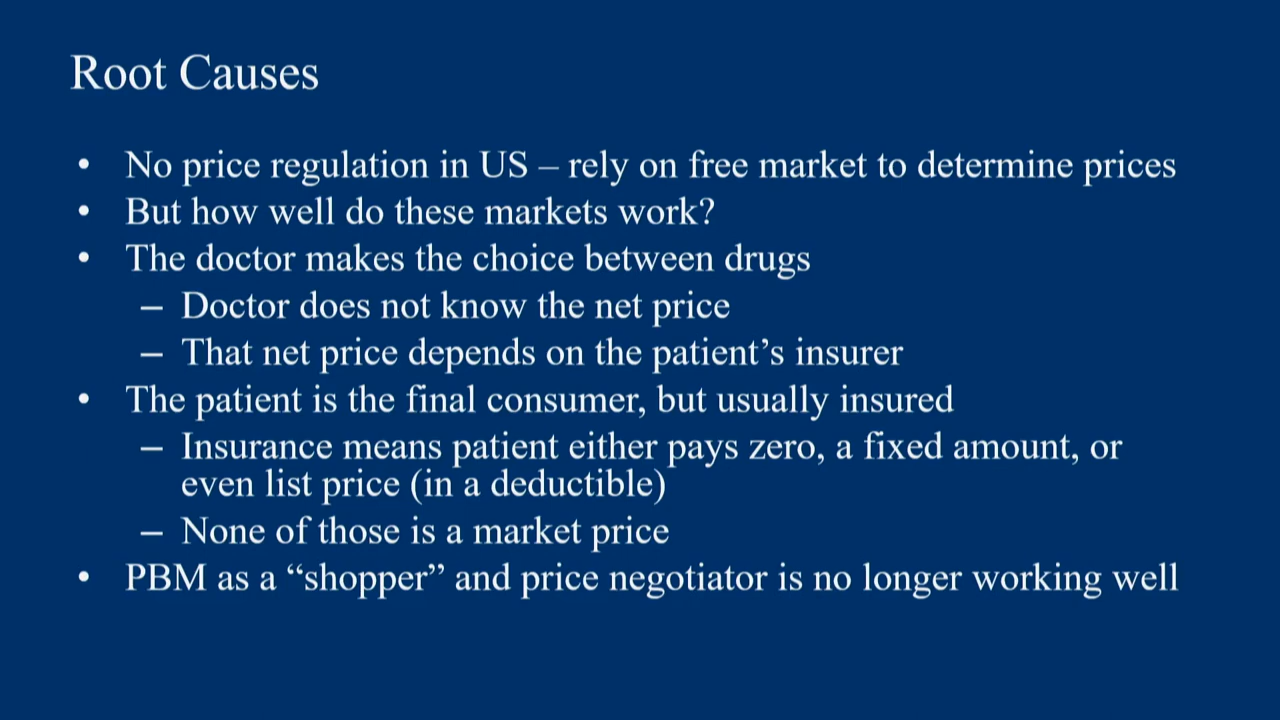 Root Causes
• No price regulation in US – rely on free market to determine prices
• But how well do these markets work?
• The doctor makes the choice between drugs
– Doctor does not know the net price
– That net price depends on the patient’s insurer
• The patient is the final consumer, but usually insured
– Insurance means patient either pays zero, a fixed amount, or
even list price (in a deductible)
– None of those is a market price
• PBM as a “shopper” and price negotiator is no longer working well